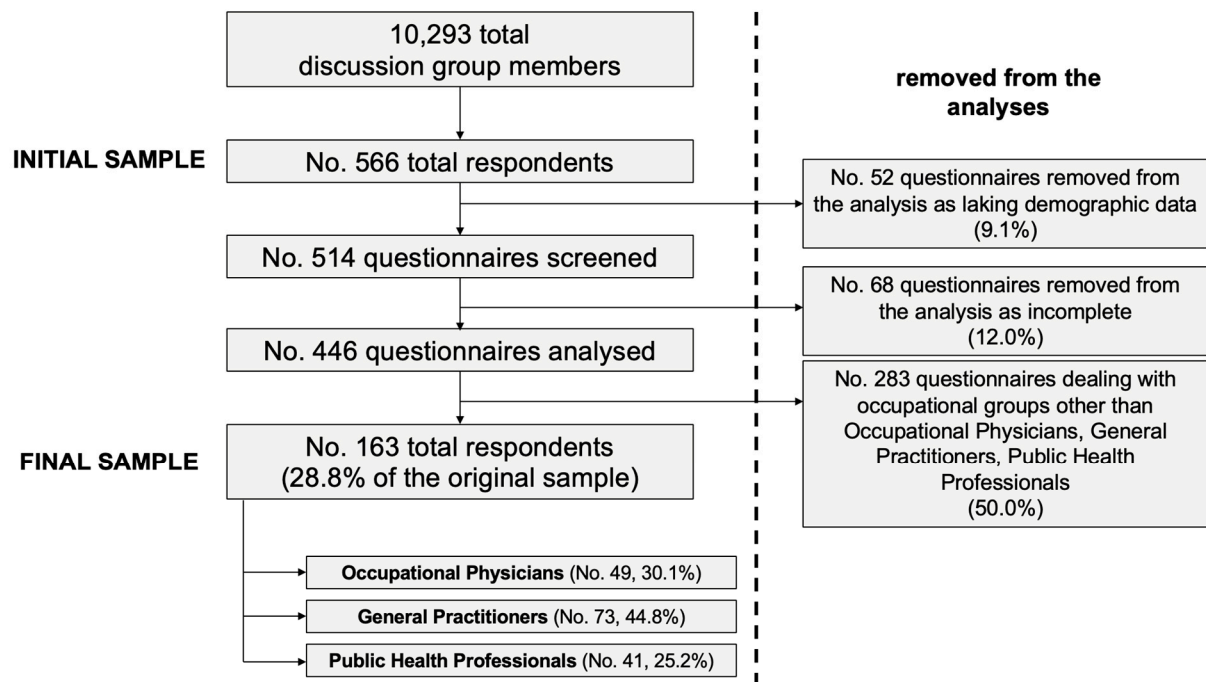 10,293 total
discussion group members
removed from the
analyses
INITIAL SAMPLE
No. 566 total respondents
No. 52 questionnaires removed from
the analysis as laking demographic data
(9.1%)
No. 514 questionnaires screened
No. 68 questionnaires removed from
the analysis as incomplete
(12.0%)
No. 446 questionnaires analysed
No. 283 questionnaires dealing with
occupational groups other than
Occupational Physicians, General
Practitioners, Public Health
Professionals
(50.0%)
FINAL SAMPLE
No. 163 total respondents
(28.8% of the original sample)
Occupational Physicians (No. 49, 30.1%)
General Practitioners (No. 73, 44.8%)
Public Health Professionals (No. 41, 25.2%)